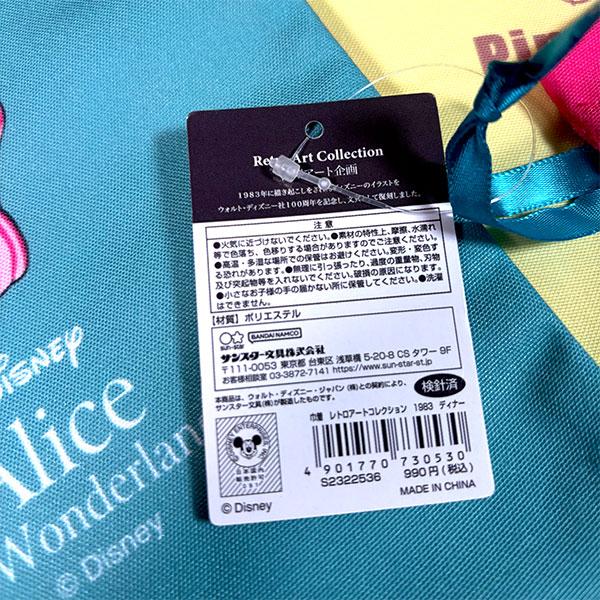 Art Collection
アート企画
1983年に描き起こしをされたディズニーのイラストを
ウォルト・ディズニー社100周年を記念し、文具として復刻しました。
注意
●火気に近づけないでください。●素材の特性上、摩擦、水濡れ
等で色落ち、色移りする場合がありますのでご注意ください。
●高温・多湿な場所での保管はお避けください。変形・変色す
る恐れがあります。●無理に引っ張ったり、過度の重量物、刃物
及び突起物等を入れないでください。破損の原因になります。
●小さなお子様の手の届かない所に保管してください。●洗濯
はできません。
【材質】ポリエステル
sun-star BANDAI NAMCO
サンスター文具株式会社
〒111-0053 東京都 台東区 浅草橋 5-20-8 CS タワー 9F
お客様相談室 03-3872-7141 https://www.sun-star-st.jp
本商品は、ウォルト・ディズニー・ジャパン(株)との契約により、
サンスター文具(株)が製造したものです。
検針済
巾着 レトロアートコレクション 1983 ディナー
日本国内
販売許可
4 901770 730530
S2322536 990円(税込)
MADE IN CHINA
© Disney
Disney
Alice
Wonderland
© Disney